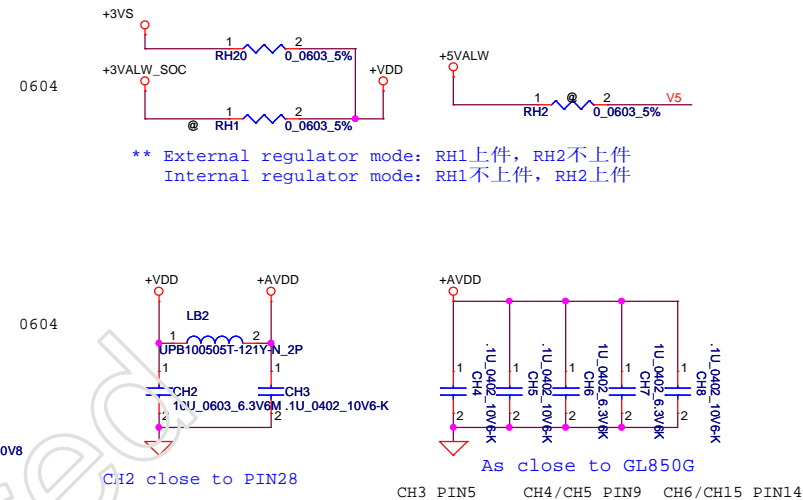 +3VS
1 2
RH20 0_0603_5%
+3VALW_SOC
+VDD
0604
1 2
@ RH1 0_0603_5%
+5VALW
1 @ 2
RH2 0_0603_5%
V5
** External regulator mode: RH1上件，RH2不上件
Internal regulator mode: RH1不上件，RH2上件
+VDD
+AVDD
0604
LB2
1 2
UPB100505T-121Y-N_2P
1
CH2
2
1
CH3
.1U_0402_10V6-K
2
0V8
CH2 close to PIN28
+AVDD
1
2
CH4
.1U_0402_10V6-K
1
2
CH5
.1U_0402_10V6-K
1
2
CH6
1U_0402_6.3V6K
1
2
CH7
1U_0402_6.3V6K
1
2
CH8
.1U_0402_10V6-K
As close to GL850G
CH3 PIN5 CH4/CH5 PIN9 CH6/CH15 PIN14